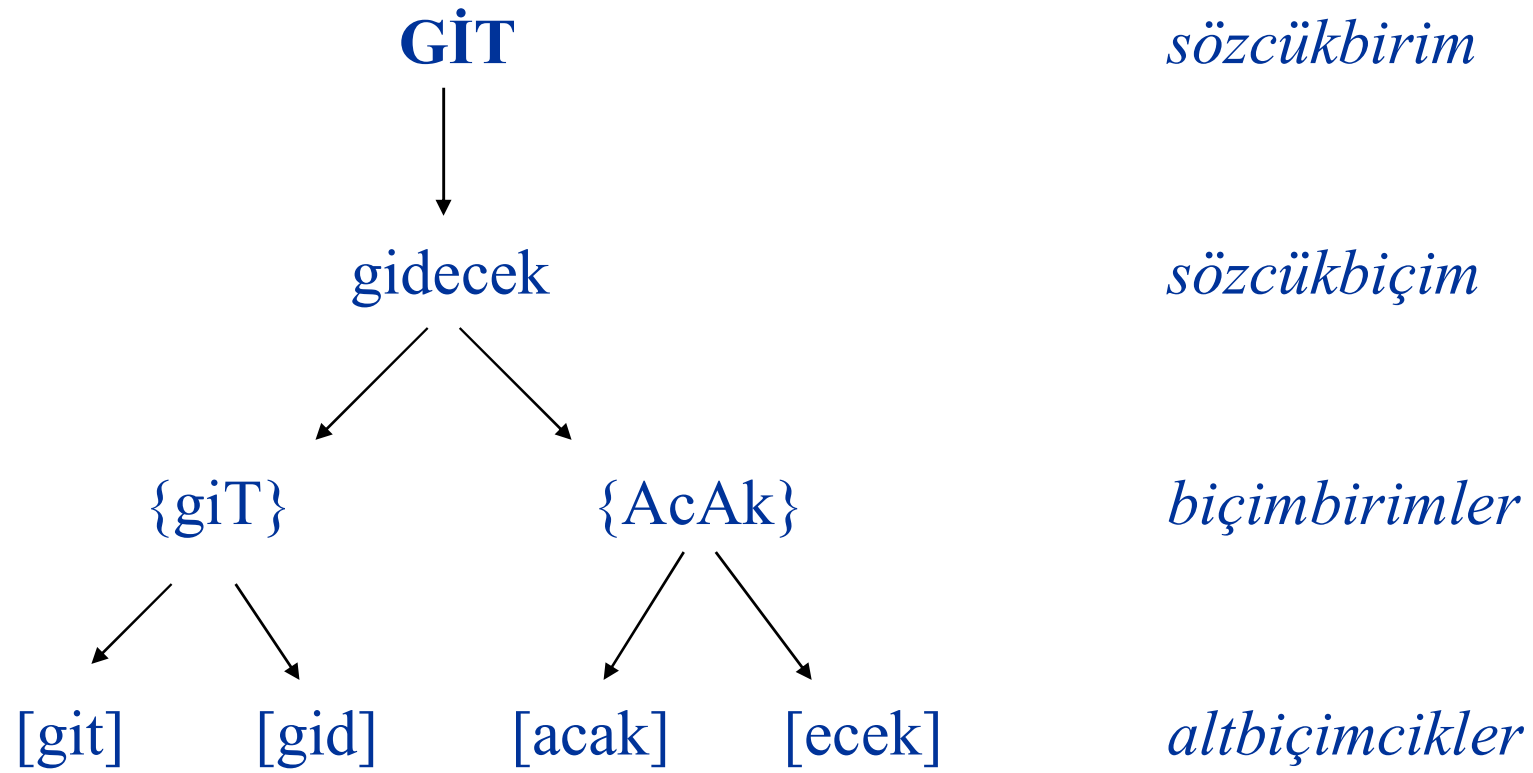 GİT sözcükbirim
gidecek sözcükbiçim
{giT} {AcAk} biçimbirimler
[git] [gid] [acak] [ecek] altbiçimcikler